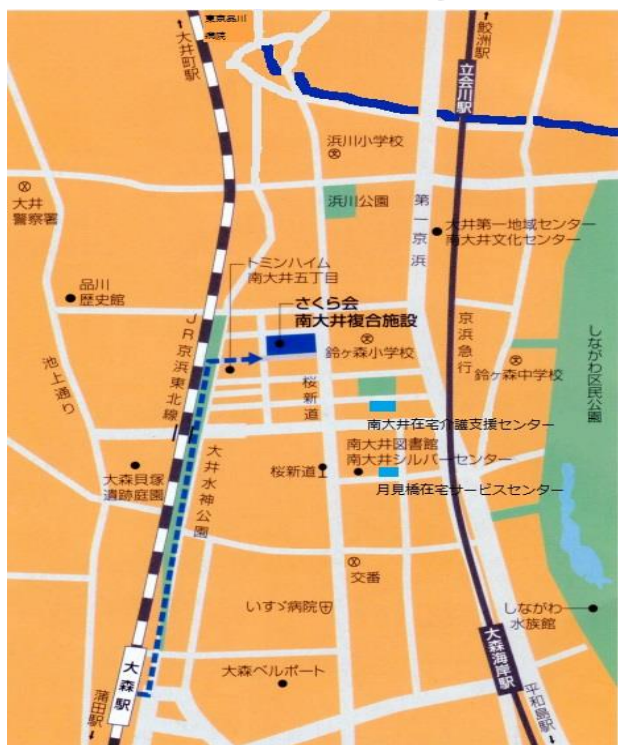 東京品川
病院
大井町駅
鮫洲駅
立会川駅
浜川小学校
大井
警察署
浜川公園
第一京浜
大井第一地域センター
南大井文化センター
トミンハイム
南大井五丁目
品川
歴史館
さくら会
南大井複合施設
JR京浜東北線
鈴ヶ森小学校
京浜急行
鈴ヶ森中学校
しながわ区民公園
池上通り
桜新道
南大井在宅介護支援センター
大井水神公園
大森貝塚
遺跡庭園
桜新道
南大井図書館
南大井シルバーセンター
月見橋在宅サービスセンター
交番
いすゞ病院
しながわ
水族館
大森駅
大森ベルポート
大森海岸駅
蒲田駅
平和島駅